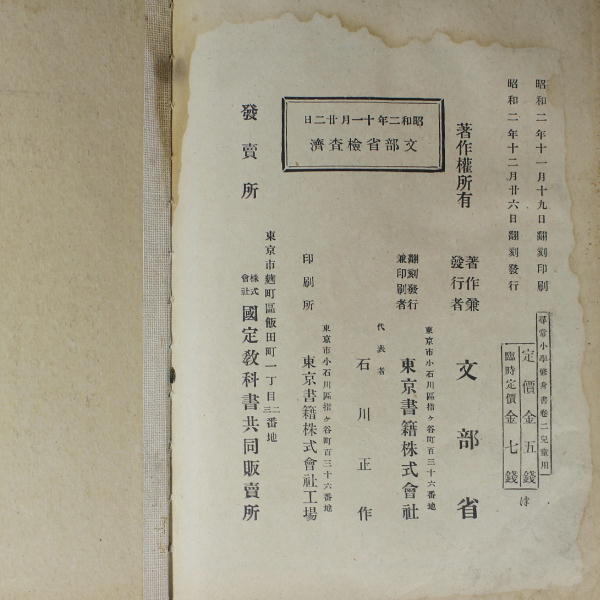 昭和二年十一月十九日翻刻印刷
昭和二年十二月廿六日翻刻發行
尋常小學修身書卷二兒童用
定價金五錢
臨時定價金七錢
著作權所有
著作兼
發行者
文部省
昭和二年十一月廿二日
文部省檢査濟
翻刻發行
兼印刷者
東京市小石川區指ヶ谷町百三十六番地
東京書籍株式會社
代表者
石川正作
印刷所
東京市小石川區指ヶ谷町百三十六番地
東京書籍株式會社工場
發賣所
東京市麴町區飯田町一丁目二三番地
株式
會社
國定教科書共同販賣所